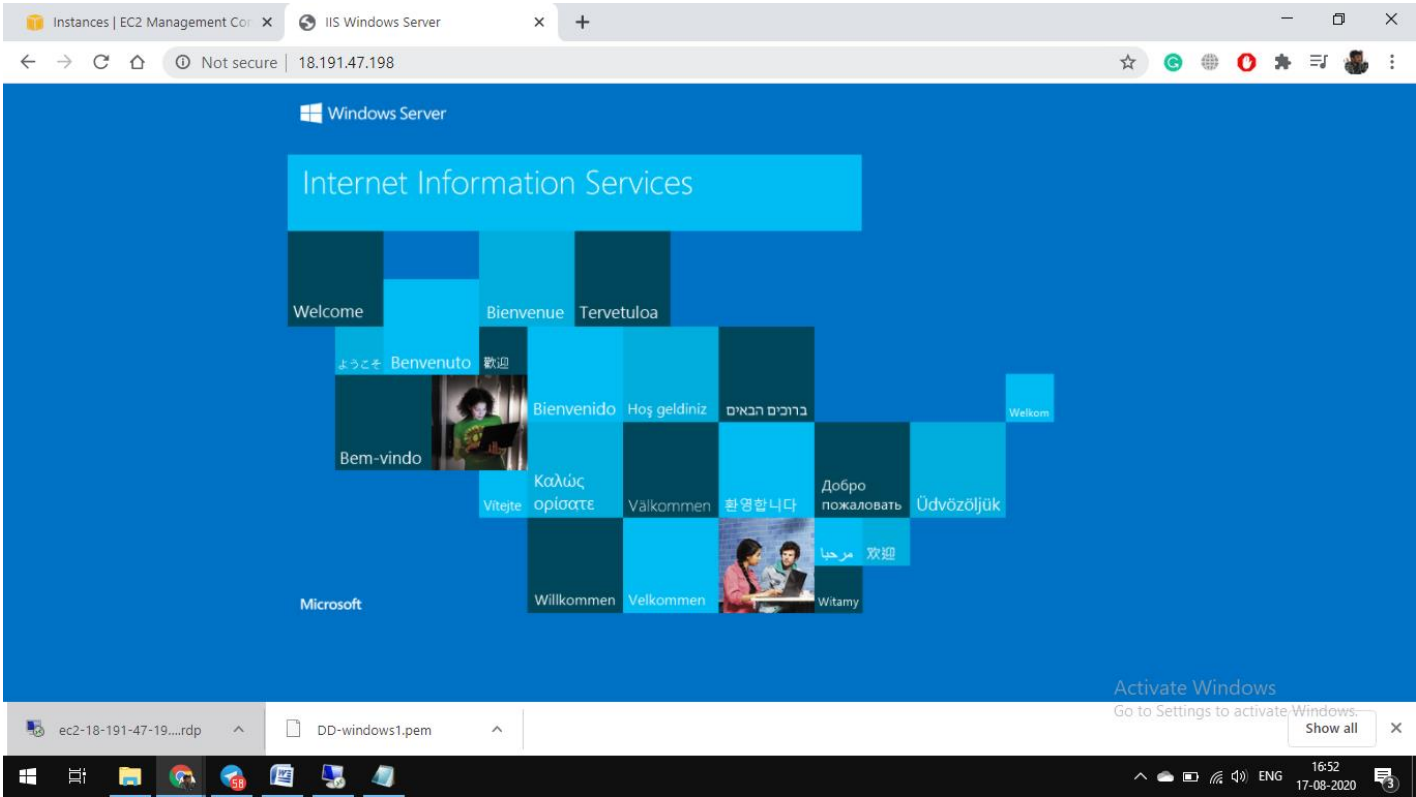 Instances | EC2 Management Cor
IIS Windows Server
Not secure | 18.191.47.198
Windows Server
Internet Information Services
Welcome
Bienvenue
Tervetuloa
ようこそ
Benvenuto
歡迎
Bienvenido
Hoş geldiniz
ברוכים הבאים
Welkom
Bem-vindo
Vítejte
Καλώς
ορίσατε
Välkommen
환영합니다
Добро
пожаловать
Üdvözöljük
مرحبا
欢迎
Microsoft
Willkommen
Velkommen
Witamy
Activate Windows
Go to Settings to activate Windows.
ec2-18-191-47-19....rdp
DD-windows1.pem
Show all
58
ENG
16:52
17-08-2020
3